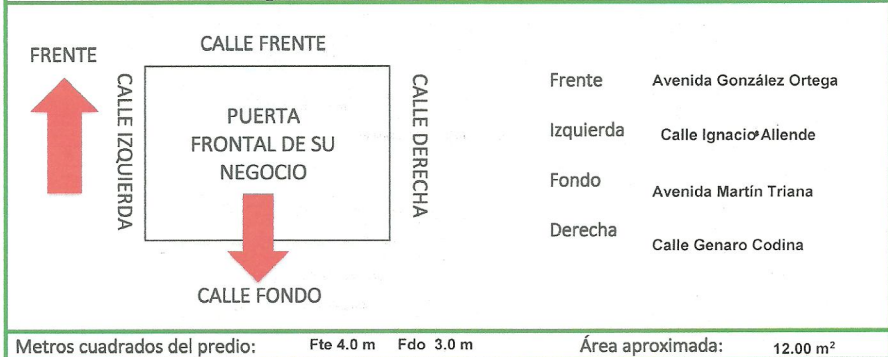 CALLE FRENTE
FRENTE
CALLE IZQUIERDA
PUERTA
FRONTAL DE SU
NEGOCIO
CALLE DERECHA
CALLE FONDO
Frente Avenida González Ortega
Izquierda Calle Ignacio Allende
Fondo Avenida Martín Triana
Derecha Calle Genaro Codina
Metros cuadrados del predio: Fte 4.0 m Fdo 3.0 m Área aproximada: 12.00 m²